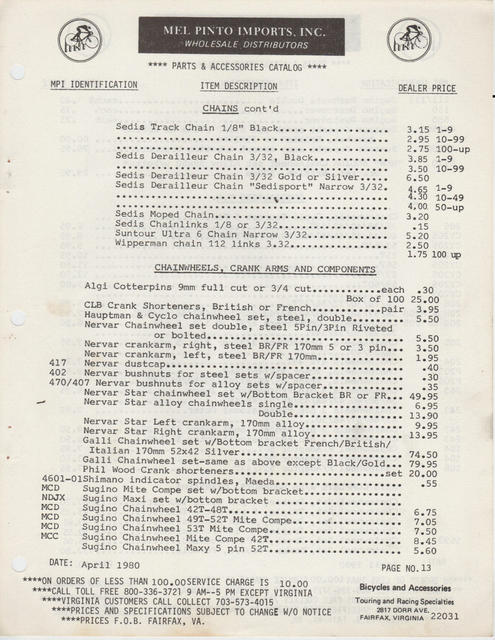 MEL PINTO IMPORTS, INC.
WHOLESALE DISTRIBUTORS
**** PARTS & ACCESSORIES CATALOG ****
MPI IDENTIFICATION ITEM DESCRIPTION DEALER PRICE
CHAINS cont'd
Sedis Track Chain 1/8" Black 3.15 1-9
2.95 10-99
2.75 100-up
Sedis Derailleur Chain 3/32, Black 3.85 1-9
3.50 10-99
Sedis Derailleur Chain 3/32 Gold or Silver 6.50
Sedis Derailleur Chain "Sedisport" Narrow 3/32. 4.65 1-9
4.30 10-49
4.00 50-up
Sedis Moped Chain 3.20
Sedis Chainlinks 1/8 or 3/32 .15
Suntour Ultra 6 Chain Narrow 3/32 5.20
Wipperman chain 112 links 3.32 2.50
1.75 100 up
CHAINWHEELS, CRANK ARMS AND COMPONENTS
Algi Cotterpins 9mm full cut or 3/4 cut each .30
Box of 100 25.00
CLB Crank Shorteners, British or French pair 3.95
Hauptman & Cyclo chainwheel set, steel, double 5.50
Nervar Chainwheel set double, steel 5Pin/3Pin Riveted
or bolted 5.50
Nervar crankarm, right, steel BR/FR 170mm 5 or 3 pin 3.50
Nervar crankarm, left, steel BR/FR 170mm 1.95
417 Nervar dustcap .40
402 Nervar bushnuts for steel sets w/spacer .30
470/407 Nervar bushnuts for alloy sets w/spacer .35
Nervar Star chainwheel set w/Bottom Bracket BR or FR 49.95
Nervar Star alloy chainwheels single 6.95
Double 13.90
Nervar Star Left crankarm, 170mm alloy 9.95
Nervar Star Right crankarm, 170mm alloy 13.95
Galli Chainwheel set w/Bottom bracket French/British/
Italian 170mm 52x42 Silver 74.50
Galli Chainwheel set-same as above except Black/Gold 79.95
Phil Wood Crank shorteners set 20.00
4601-01 Shimano indicator spindles, Maeda .55
MCD Sugino Mite Compe set w/bottom bracket
NDJX Sugino Maxi set w/bottom bracket
MCD Sugino Chainwheel 42T-48T 6.75
MCD Sugino Chainwheel 49T-52T Mite Compe 7.05
MCD Sugino Chainwheel 53T Mite Compe 7.50
MCC Sugino Chainwheel Mite Compe 42T 8.45
Sugino Chainwheel Maxy 5 pin 52T 5.60
DATE: April 1980 PAGE NO.13
****ON ORDERS OF LESS THAN 100.00 SERVICE CHARGE IS 10.00
****CALL TOLL FREE 800-336-3721 9 AM--5 PM EXCEPT VIRGINIA
****VIRGINIA CUSTOMERS CALL COLLECT 703-573-4015
****PRICES AND SPECIFICATIONS SUBJECT TO CHANGE W/O NOTICE
****PRICES F.O.B. FAIRFAX, VA.
Bicycles and Accessories
Touring and Racing Specialties
2817 DORR AVE.
FAIRFAX, VIRGINIA 22031